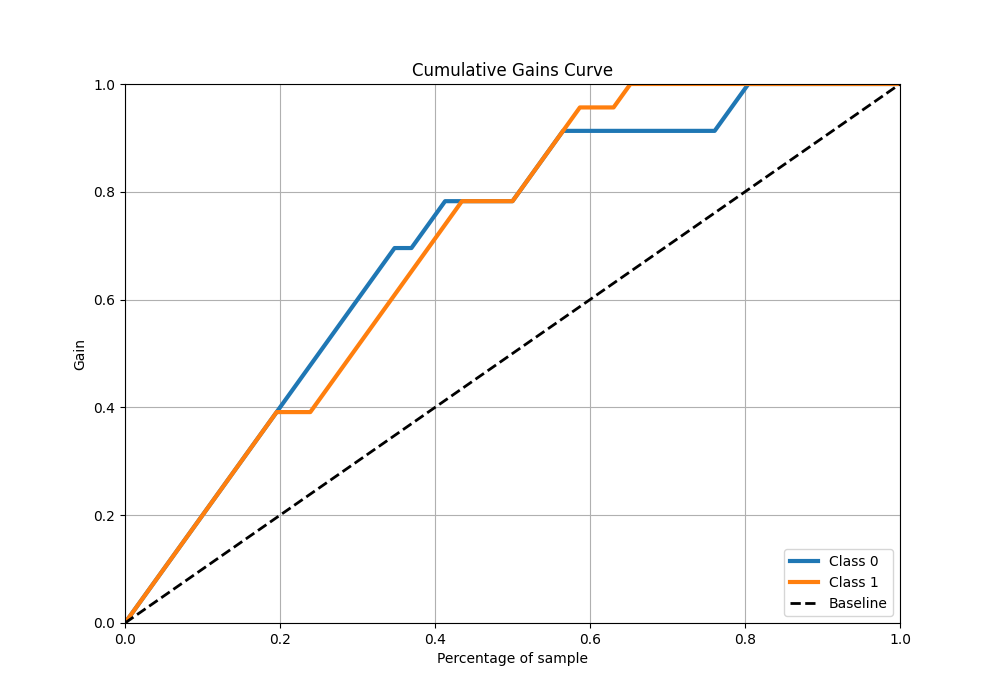 Cumulative Gains Curve
1.0
0.8
0.6
0.4
0.2
0.0
Gain
0.0 0.2 0.4 0.6 0.8 1.0
Percentage of sample
Class 0
Class 1
Baseline